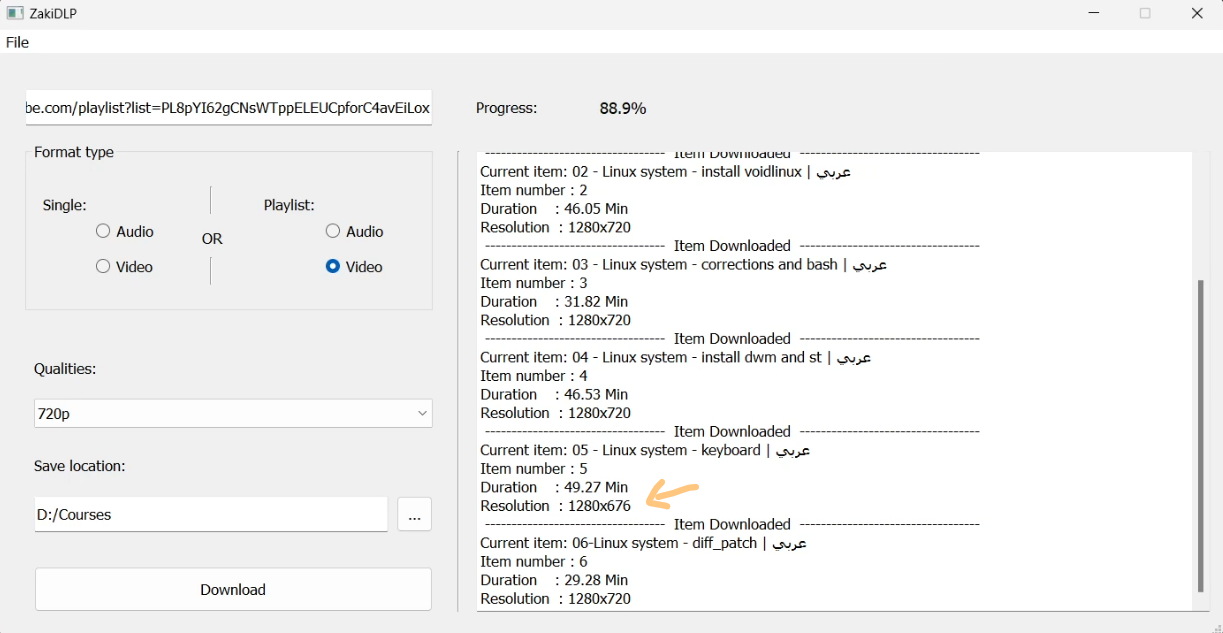 ZakiDLP
File
be.com/playlist?list=PL8pYI62gCNsWTppELEUCpforC4avEiLox
Progress: 88.9%
Format type
Single:
Audio
Video
OR
Playlist:
Audio
Video
Qualities:
720p
Save location:
D:/Courses
...
Download
---------------------------------- Item Downloaded ----------------------------------
Current item: 02 - Linux system - install voidlinux | عربي
Item number : 2
Duration : 46.05 Min
Resolution : 1280x720
---------------------------------- Item Downloaded ----------------------------------
Current item: 03 - Linux system - corrections and bash | عربي
Item number : 3
Duration : 31.82 Min
Resolution : 1280x720
---------------------------------- Item Downloaded ----------------------------------
Current item: 04 - Linux system - install dwm and st | عربي
Item number : 4
Duration : 46.53 Min
Resolution : 1280x720
---------------------------------- Item Downloaded ----------------------------------
Current item: 05 - Linux system - keyboard | عربي
Item number : 5
Duration : 49.27 Min
Resolution : 1280x676
---------------------------------- Item Downloaded ----------------------------------
Current item: 06-Linux system - diff_patch | عربي
Item number : 6
Duration : 29.28 Min
Resolution : 1280x720